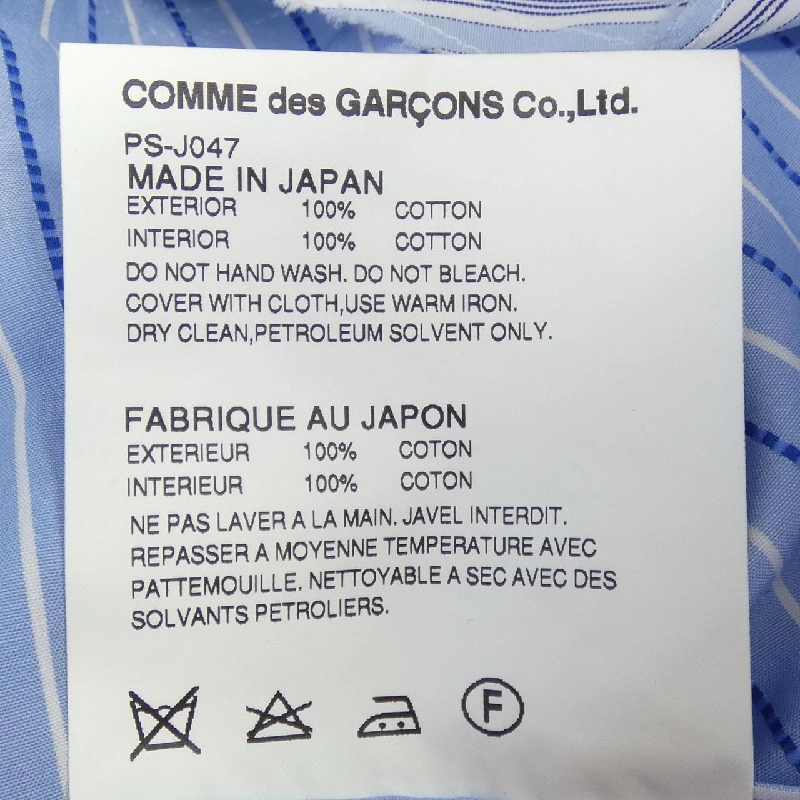 COMME des GARÇONS Co.,Ltd.
PS-J047
MADE IN JAPAN
EXTERIOR 100% COTTON
INTERIOR 100% COTTON
DO NOT HAND WASH. DO NOT BLEACH.
COVER WITH CLOTH,USE WARM IRON.
DRY CLEAN,PETROLEUM SOLVENT ONLY.
FABRIQUE AU JAPON
EXTERIEUR 100% COTON
INTERIEUR 100% COTON
NE PAS LAVER A LA MAIN. JAVEL INTERDIT.
REPASSER A MOYENNE TEMPERATURE AVEC
PATTEMOUILLE. NETTOYABLE A SEC AVEC DES
SOLVANTS PETROLIERS.
F